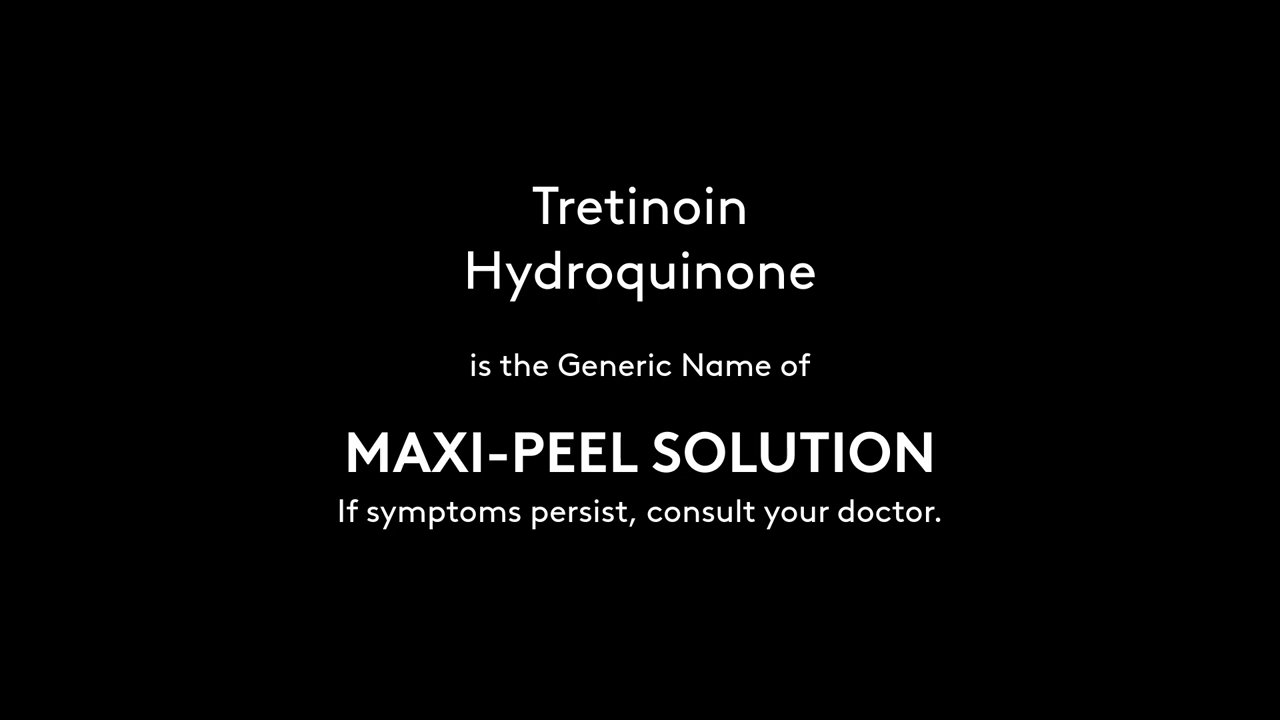 Tretinoin
Hydroquinone
is the Generic Name of
MAXI-PEEL SOLUTION
If symptoms persist, consult your doctor.